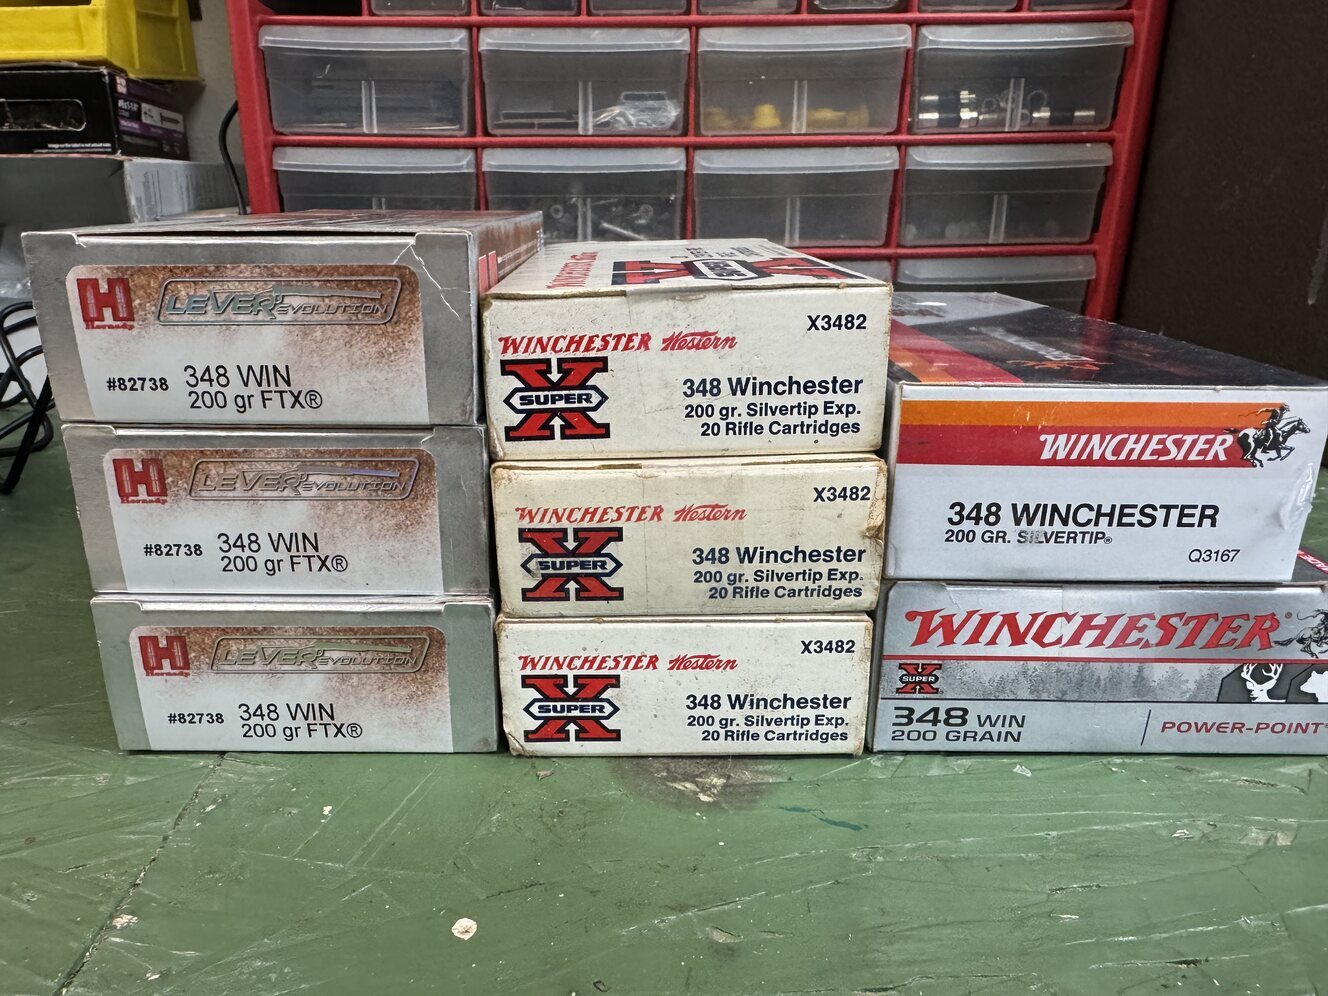 H
Hornady
LEVERevolution
#82738 348 WIN
200 gr FTX®
H
Hornady
LEVERevolution
#82738 348 WIN
200 gr FTX®
H
Hornady
LEVERevolution
#82738 348 WIN
200 gr FTX®
X3482
WINCHESTER Western
X
SUPER
348 Winchester
200 gr. Silvertip Exp.
20 Rifle Cartridges
X3482
WINCHESTER Western
X
SUPER
348 Winchester
200 gr. Silvertip Exp.
20 Rifle Cartridges
X3482
WINCHESTER Western
X
SUPER
348 Winchester
200 gr. Silvertip Exp.
20 Rifle Cartridges
WINCHESTER
348 WINCHESTER
200 GR. SILVERTIP®
Q3167
WINCHESTER®
X
SUPER
348 WIN
200 GRAIN
POWER-POINT